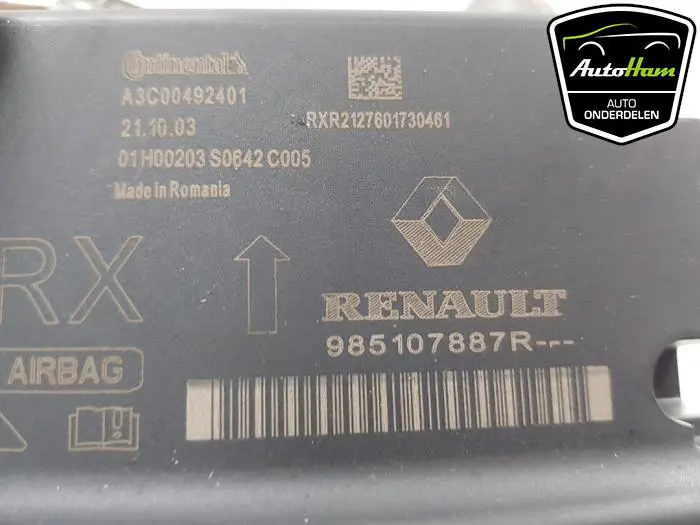 Continental
A3C00492401
21.10.03
01H00203 S0642 C005
Made in Romania
RXR2127601730461
RX
AIRBAG
RENAULT
985107887R---
AutoHam
AUTO
ONDERDELEN